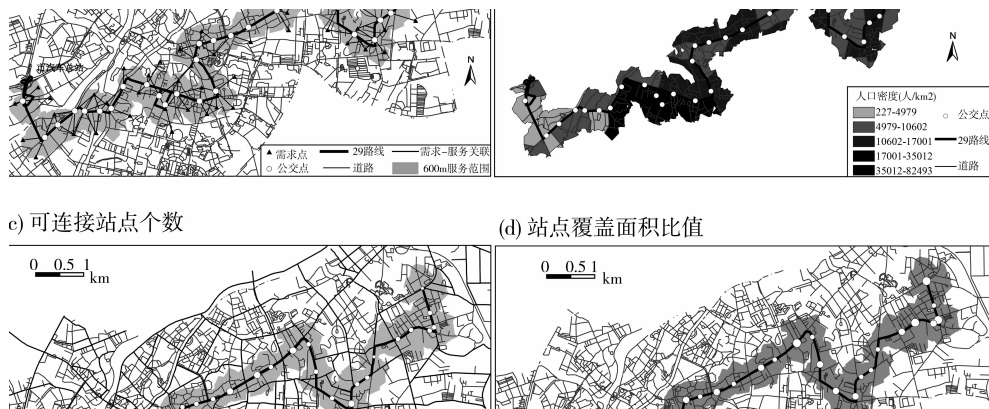 N
▲ 需求点 29路线 需求-服务关联
○ 公交点 道路 600m服务范围
N
人口密度(人/km2)
227-4979
4979-10602
10602-17001
17001-35012
35012-82493
公交点
29路线
道路
c) 可连接站点个数
(d) 站点覆盖面积比值
0 0.5 1
km
0 0.5 1
km